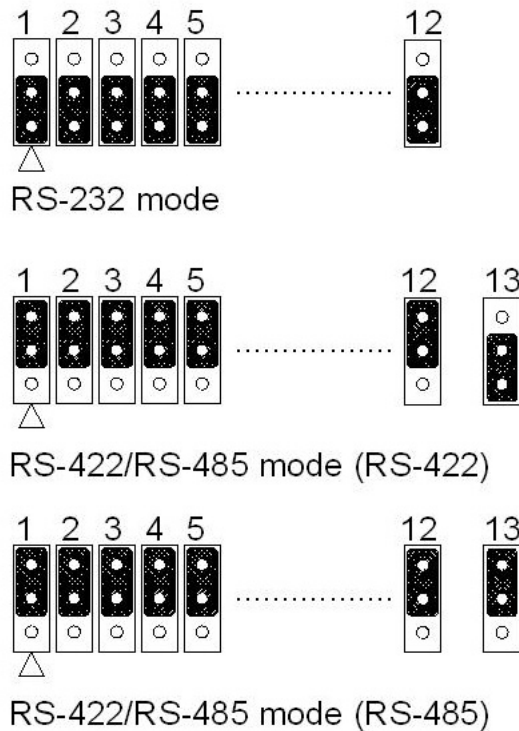 1 2 3 4 5 12
RS-232 mode
1 2 3 4 5 12 13
RS-422/RS-485 mode (RS-422)
1 2 3 4 5 12 13
RS-422/RS-485 mode (RS-485)